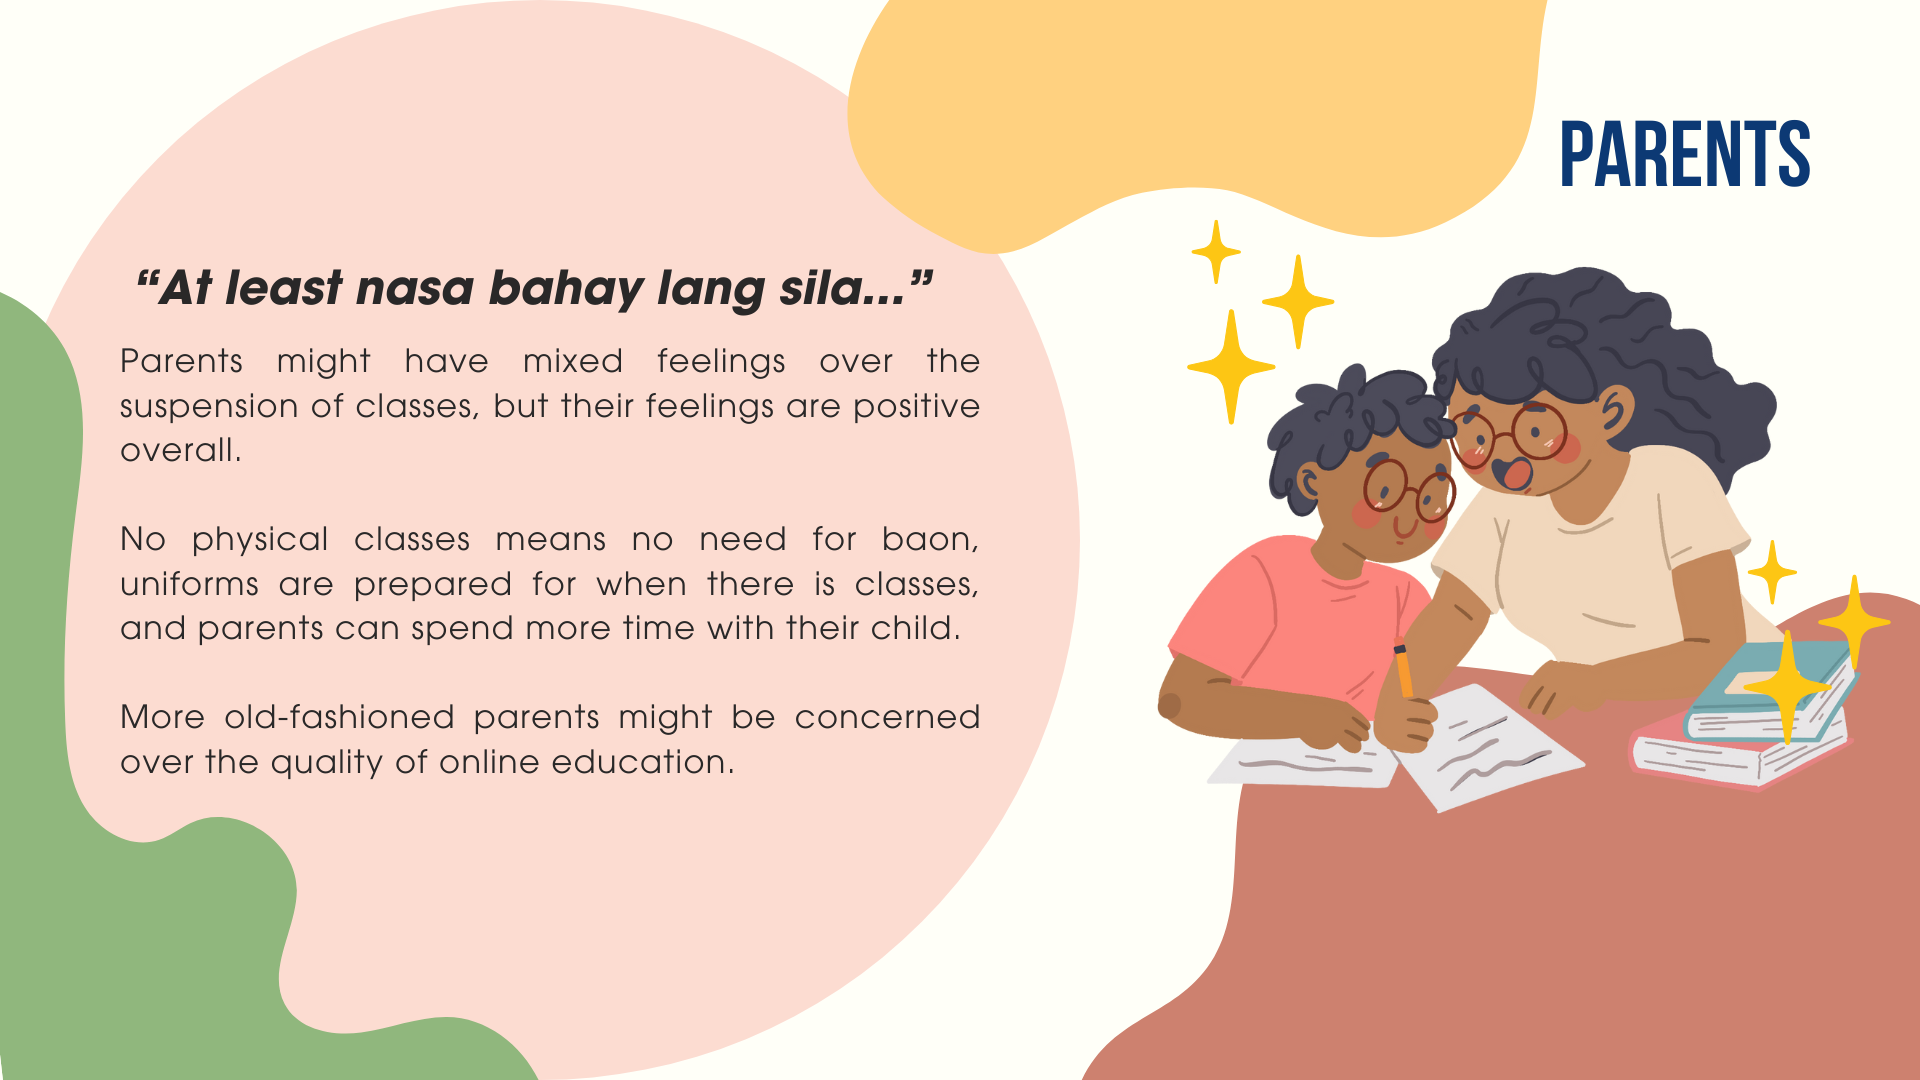 PARENTS
“At least nasa bahay lang sila...”
Parents might have mixed feelings over the
suspension of classes, but their feelings are positive
overall.
No physical classes means no need for baon,
uniforms are prepared for when there is classes,
and parents can spend more time with their child.
More old-fashioned parents might be concerned
over the quality of online education.